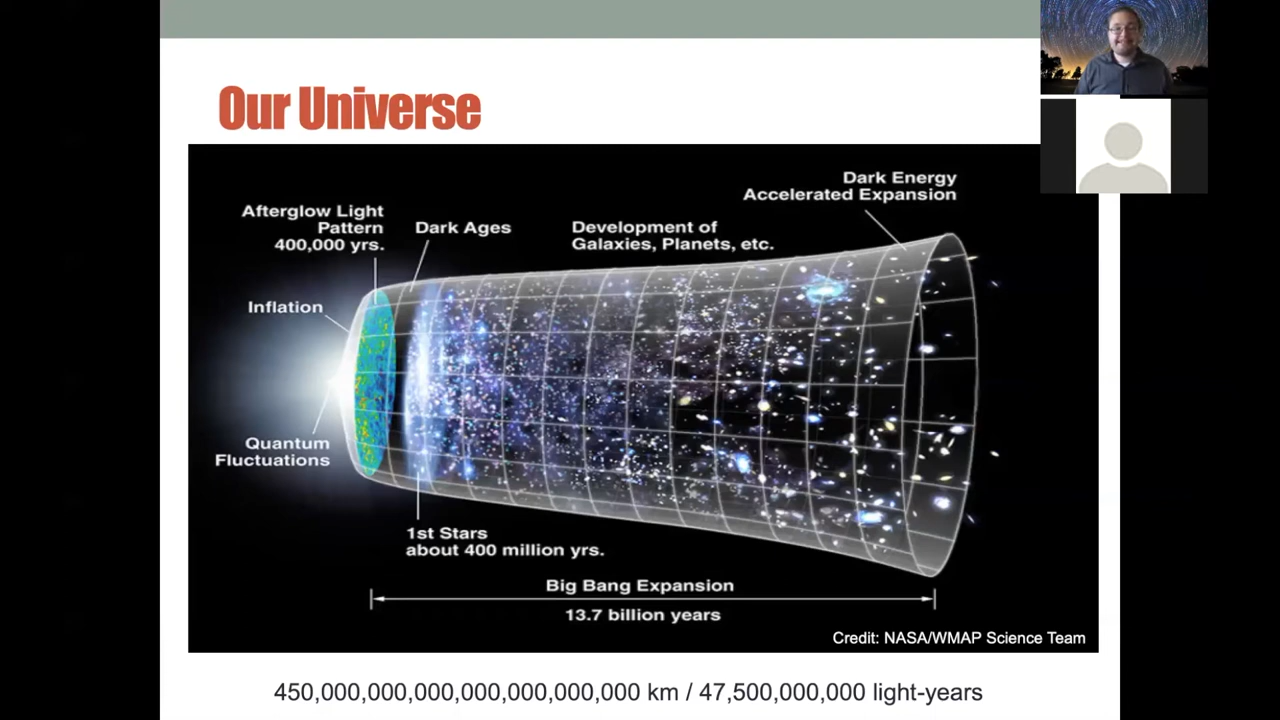 Our Universe
Dark Energy
Accelerated Expansion
Afterglow Light
Pattern
400,000 yrs.
Dark Ages
Development of
Galaxies, Planets, etc.
Inflation
Quantum
Fluctuations
1st Stars
about 400 million yrs.
Big Bang Expansion
13.7 billion years
Credit: NASA/WMAP Science Team
450,000,000,000,000,000,000,000 km / 47,500,000,000 light-years